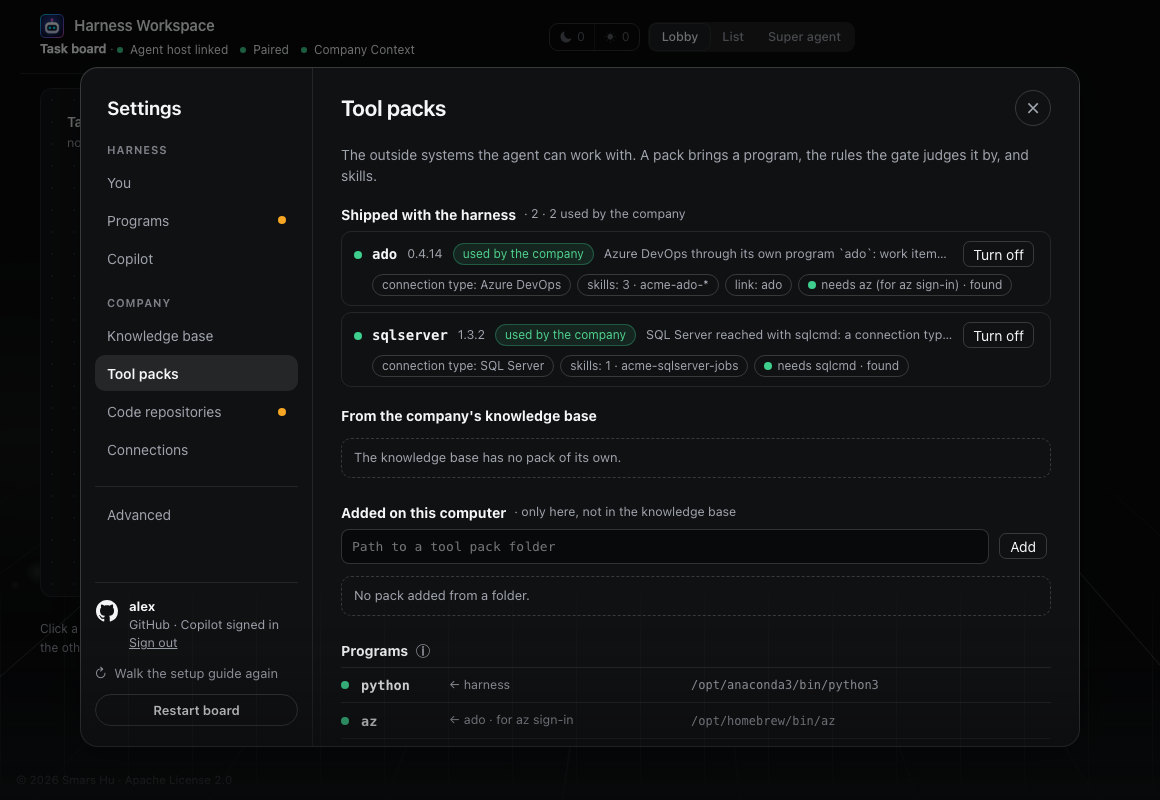 Harness Workspace
Task board · Agent host linked Paired Company Context
0 0
Lobby List Super agent
Ta
no
Click a
the oth
Settings
HARNESS
You
Programs
Copilot
COMPANY
Knowledge base
Tool packs
Code repositories
Connections
Advanced
alex
GitHub · Copilot signed in
Sign out
Walk the setup guide again
Restart board
Tool packs
The outside systems the agent can work with. A pack brings a program, the rules the gate judges it by, and
skills.
Shipped with the harness · 2 · 2 used by the company
ado 0.4.14 used by the company Azure DevOps through its own program `ado`: work item… Turn off
connection type: Azure DevOps skills: 3 · acme-ado-* link: ado needs az (for az sign-in) · found
sqlserver 1.3.2 used by the company SQL Server reached with sqlcmd: a connection typ… Turn off
connection type: SQL Server skills: 1 · acme-sqlserver-jobs needs sqlcmd · found
From the company's knowledge base
The knowledge base has no pack of its own.
Added on this computer · only here, not in the knowledge base
Path to a tool pack folder Add
No pack added from a folder.
Programs
python ← harness /opt/anaconda3/bin/python3
az ← ado · for az sign-in /opt/homebrew/bin/az
© 2026 Smars Hu · Apache License 2.0